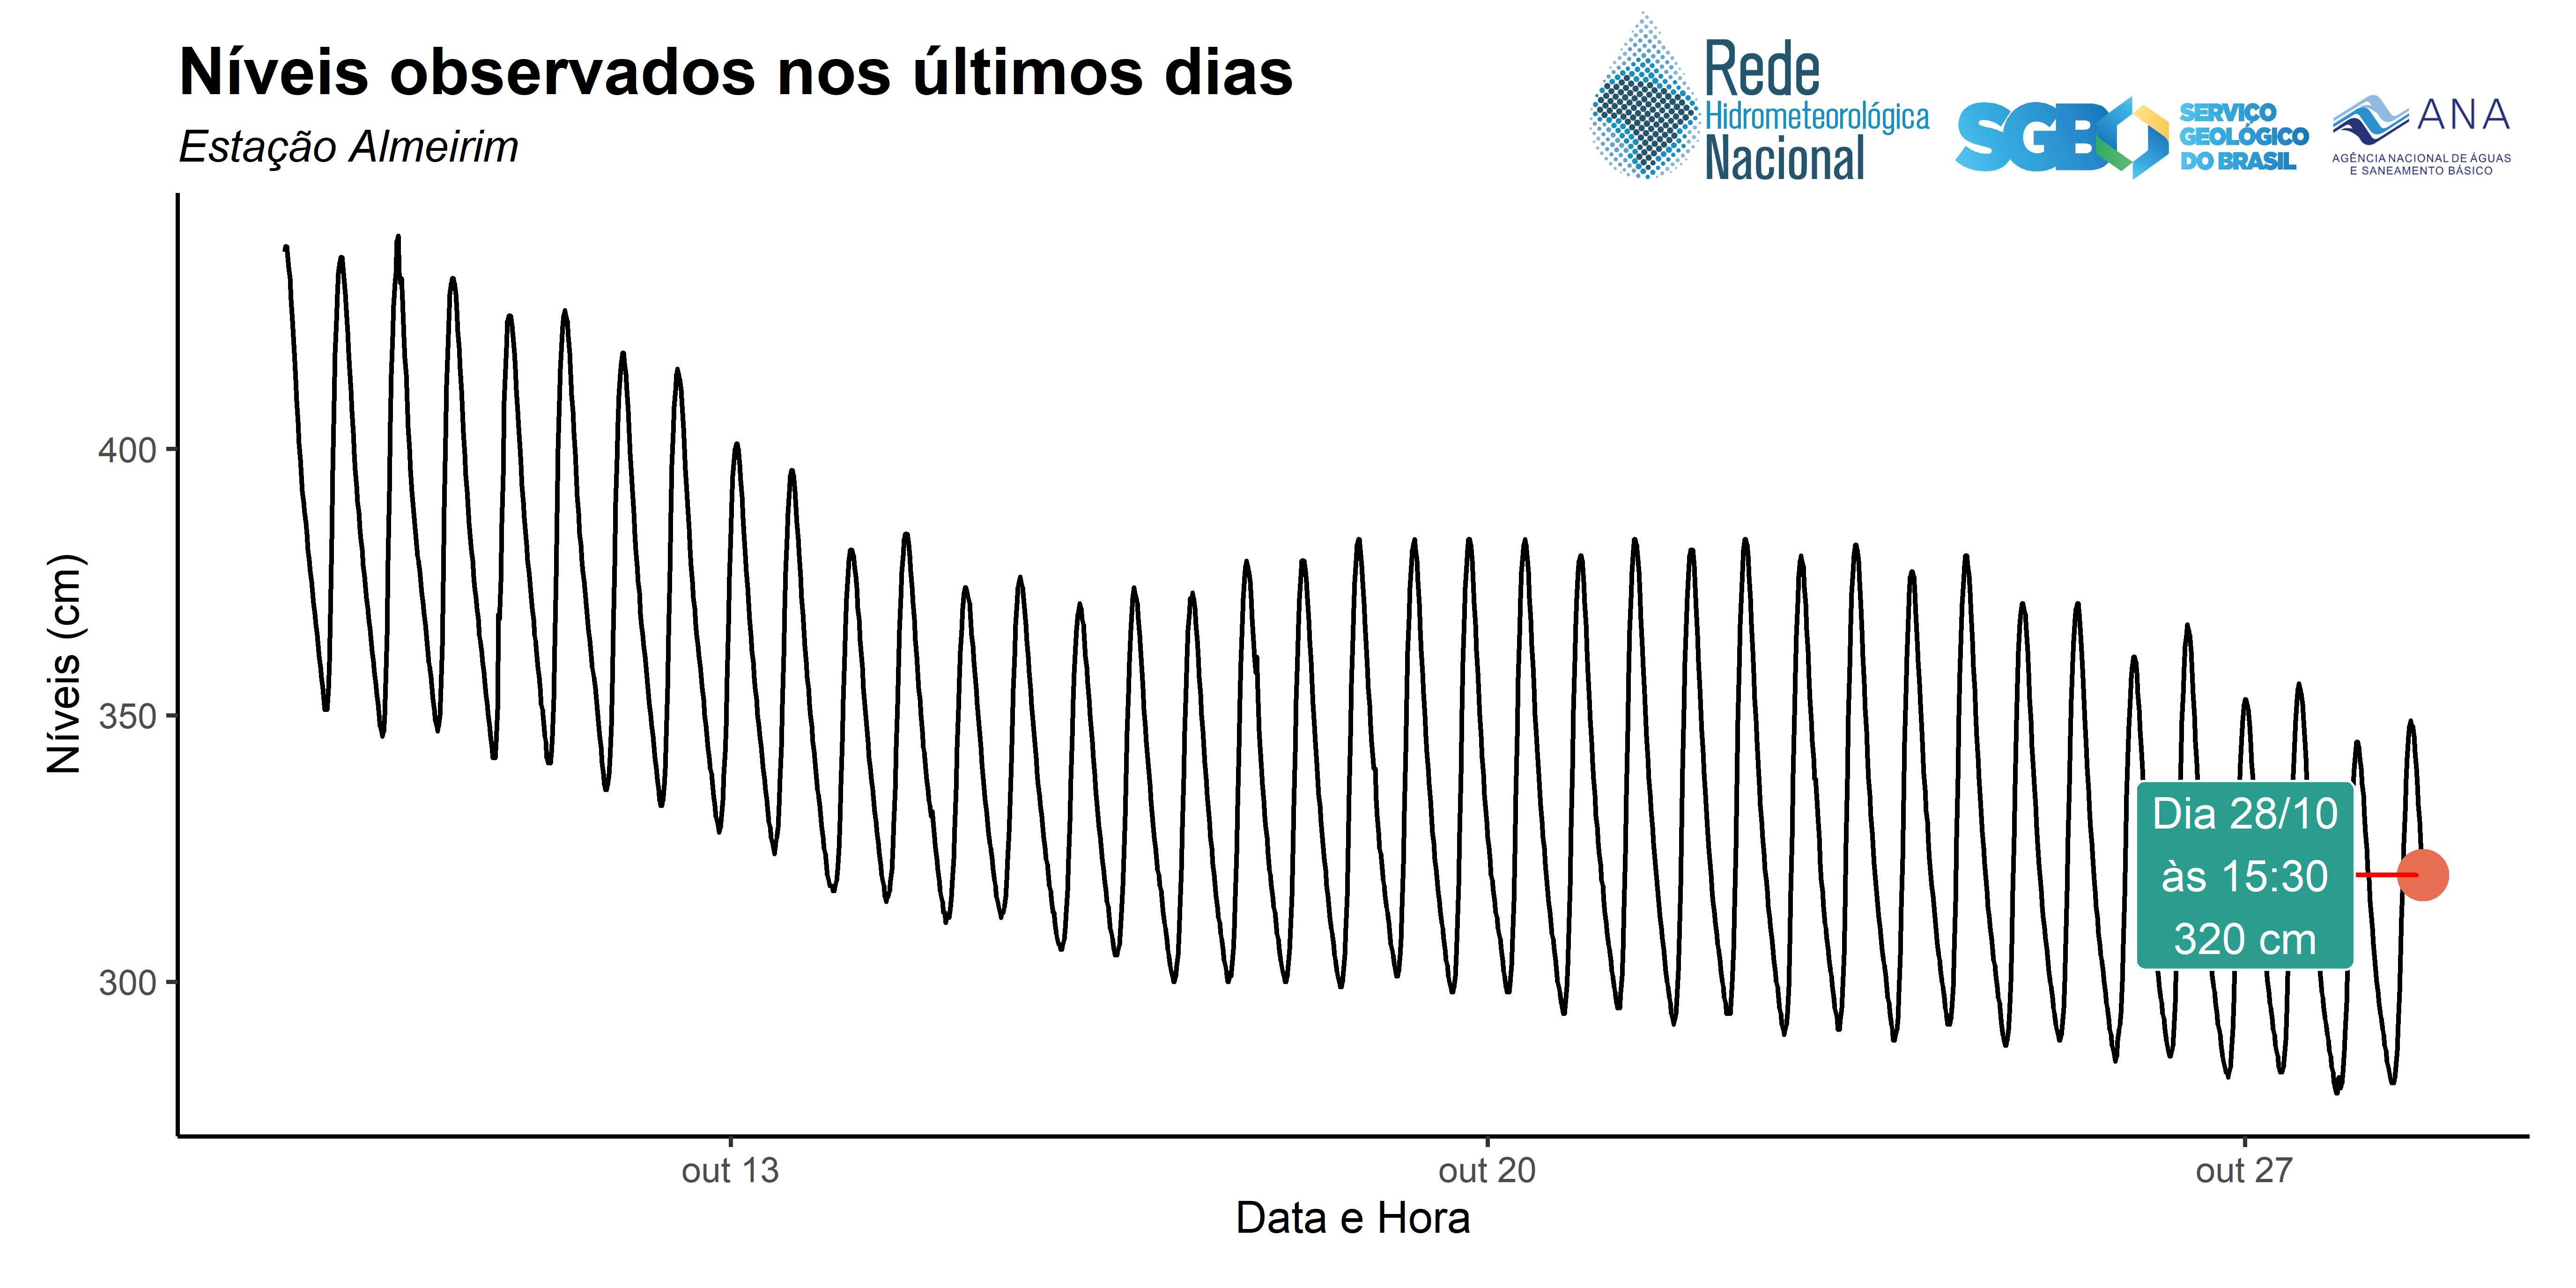 Níveis observados nos últimos dias
Estação Almeirim
Rede
Hidrometeorológica
Nacional
SGB
SERVIÇO
GEOLÓGICO
DO BRASIL
ANA
AGÊNCIA NACIONAL DE ÁGUAS
E SANEAMENTO BÁSICO
Níveis (cm)
400
350
300
Dia 28/10
às 15:30
320 cm
out 13
out 20
out 27
Data e Hora